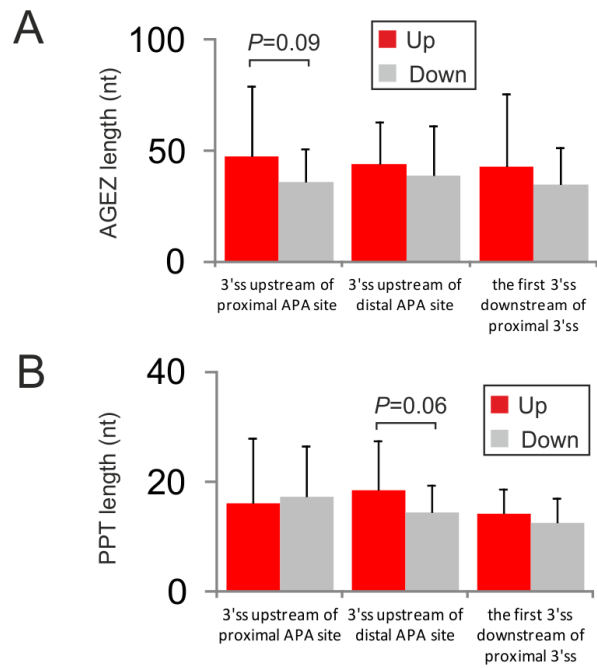 A
AGEZ length (nt)
100
50
0
P=0.09
Up
Down
3'ss upstream of
proximal APA site
3'ss upstream of
distal APA site
the first 3'ss
downstream of
proximal 3'ss
B
PPT length (nt)
40
20
0
P=0.06
Up
Down
3'ss upstream of
proximal APA site
3'ss upstream of
distal APA site
the first 3'ss
downstream of
proximal 3'ss